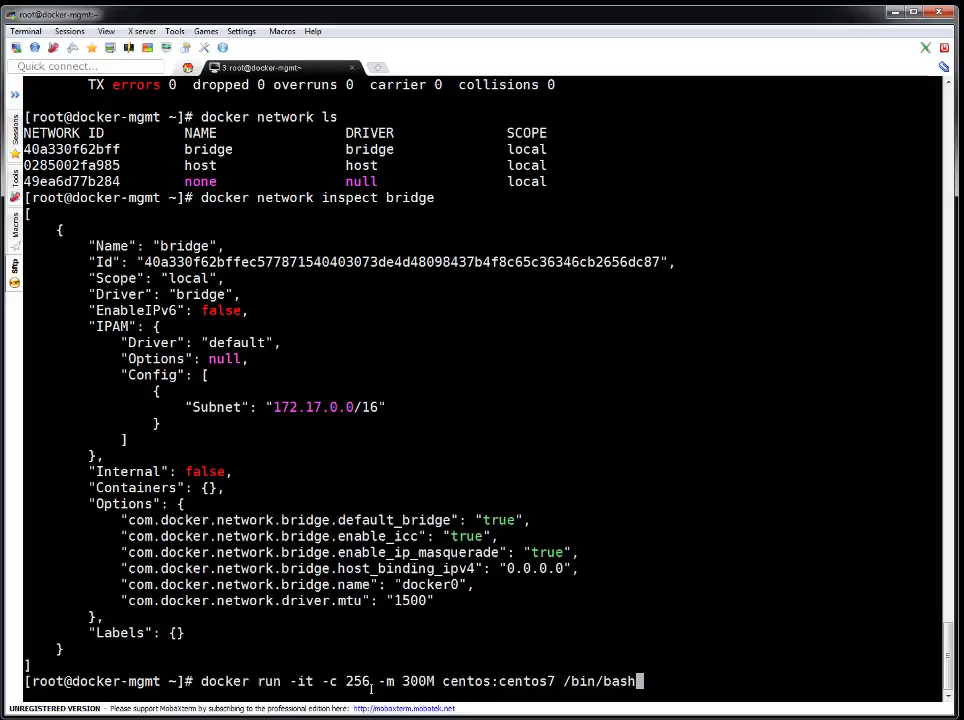 root@docker-mgmt:~
Terminal Sessions View X server Tools Games Settings Macros Help
Quick connect...
3. root@docker-mgmt:~
Sessions
Tools
Macros
Sftp
TX errors 0  dropped 0 overruns 0  carrier 0  collisions 0
[root@docker-mgmt ~]# docker network ls
NETWORK ID          NAME                DRIVER              SCOPE
40a330f62bff        bridge              bridge              local
0285002fa985        host                host                local
49ea6d77b284        none                null                local
[root@docker-mgmt ~]# docker network inspect bridge
[
    {
        "Name": "bridge",
        "Id": "40a330f62bffec577871540403073de4d48098437b4f8c65c36346cb2656dc87",
        "Scope": "local",
        "Driver": "bridge",
        "EnableIPv6": false,
        "IPAM": {
            "Driver": "default",
            "Options": null,
            "Config": [
                {
                    "Subnet": "172.17.0.0/16"
                }
            ]
        },
        "Internal": false,
        "Containers": {},
        "Options": {
            "com.docker.network.bridge.default_bridge": "true",
            "com.docker.network.bridge.enable_icc": "true",
            "com.docker.network.bridge.enable_ip_masquerade": "true",
            "com.docker.network.bridge.host_binding_ipv4": "0.0.0.0",
            "com.docker.network.bridge.name": "docker0",
            "com.docker.network.driver.mtu": "1500"
        },
        "Labels": {}
    }
]
[root@docker-mgmt ~]# docker run -it -c 256 -m 300M centos:centos7 /bin/bash
UNREGISTERED VERSION - Please support MobaXterm by subscribing to the professional edition here: http://mobaxterm.mobatek.net